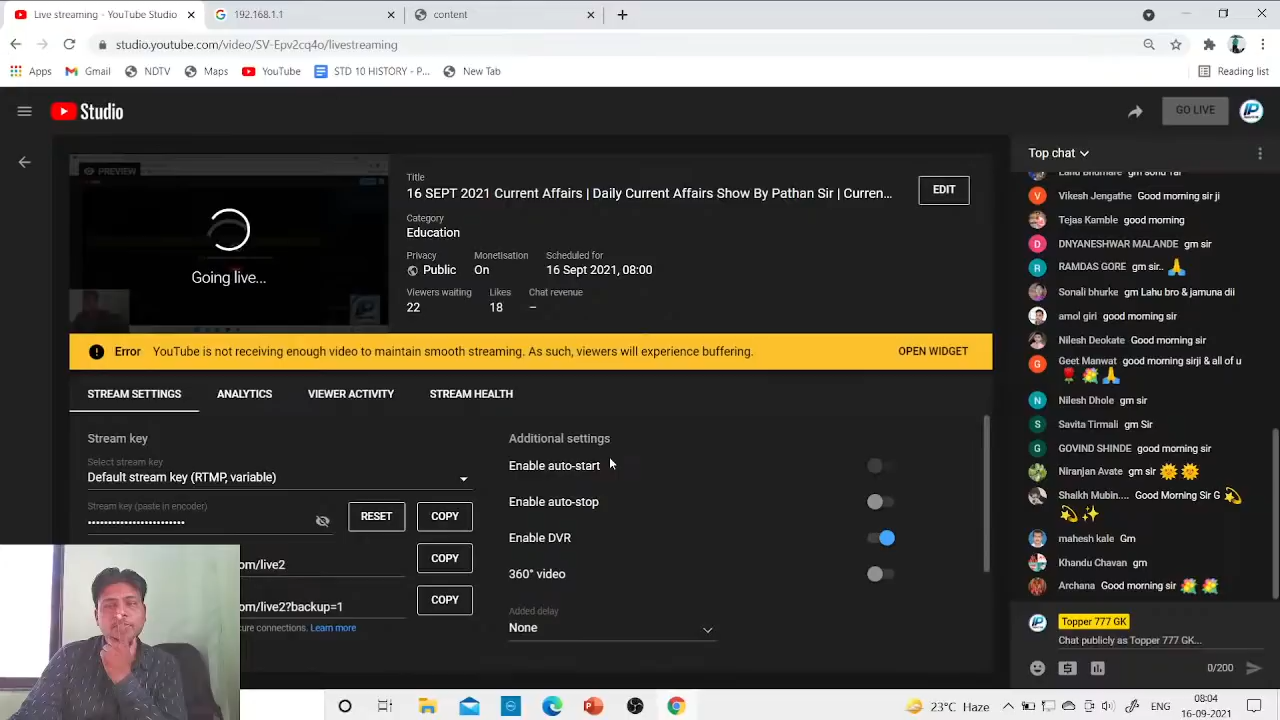 Live streaming - YouTube Studio
192.168.1.1
content
studio.youtube.com/video/SV-Epv2cq4o/livestreaming
Apps
Gmail
NDTV
Maps
YouTube
STD 10 HISTORY - P...
New Tab
Reading list
Studio
GO LIVE
PREVIEW
Going live...
Title
16 SEPT 2021 Current Affairs | Daily Current Affairs Show By Pathan Sir | Curren...
EDIT
Category
Education
Privacy Monetisation Scheduled for
Public On 16 Sept 2021, 08:00
Viewers waiting Likes Chat revenue
22 18 –
Error YouTube is not receiving enough video to maintain smooth streaming. As such, viewers will experience buffering.
OPEN WIDGET
STREAM SETTINGS ANALYTICS VIEWER ACTIVITY STREAM HEALTH
Stream key
Select stream key
Default stream key (RTMP, variable)
Stream key (paste in encoder)
•••••••••••••••••••••••• RESET COPY
om/live2 COPY
om/live2?backup=1 COPY
cure connections. Learn more
Additional settings
Enable auto-start
Enable auto-stop
Enable DVR
360° video
Added delay
None
Top chat
Vikesh Jengathe Good morning sir ji
Tejas Kamble good morning
DNYANESHWAR MALANDE gm sir
RAMDAS GORE gm sir.. 🙏
Sonali bhurke gm Lahu bro & jamuna dii
amol giri good morning sir
Nilesh Deokate Good morning sir
Geet Manwat good morning sirji & all of u
🌹💐🙏
Nilesh Dhole gm sir
Savita Tirmali gm Sir
GOVIND SHINDE good morning sir
Niranjan Avate gm sir 🌞🌞
Shaikh Mubin.... Good Morning Sir G 💫
💫✨
mahesh kale Gm
Khandu Chavan gm
Archana Good morning sir 💐💐
Topper 777 GK
Chat publicly as Topper 777 GK...
0/200
23°C Haze
ENG
08:04
16-09-2021